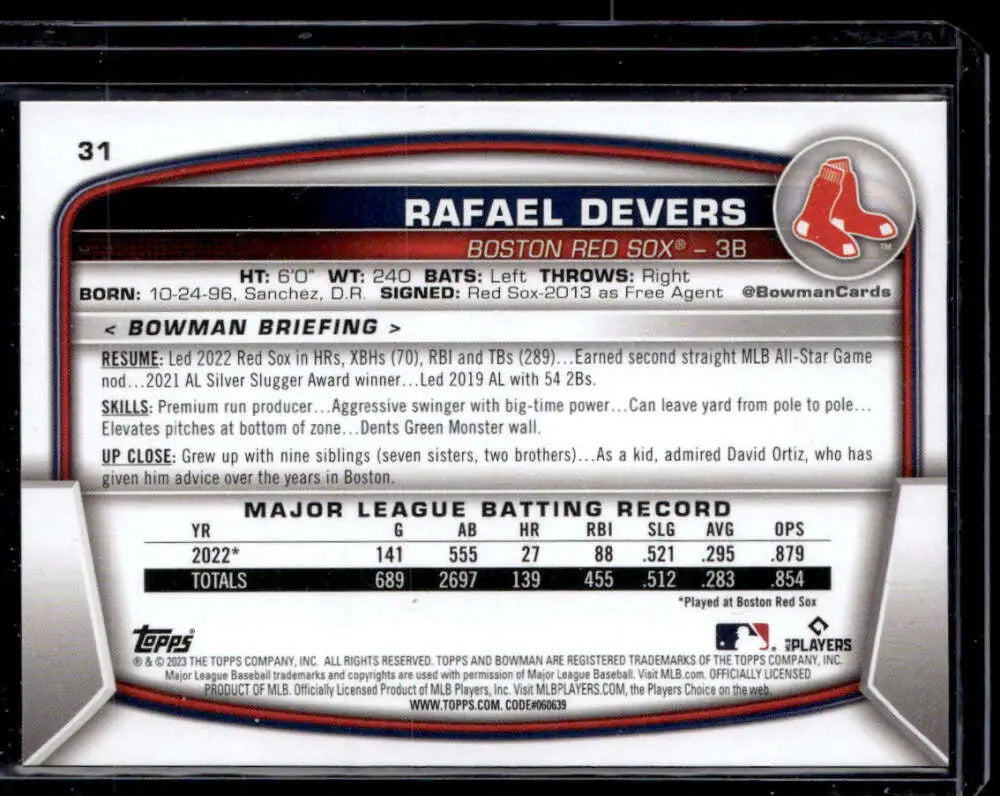 31
RAFAEL DEVERS
BOSTON RED SOX® – 3B
TM
HT: 6'0" WT: 240 BATS: Left THROWS: Right
BORN: 10-24-96, Sanchez, D.R. SIGNED: Red Sox-2013 as Free Agent @BowmanCards
< BOWMAN BRIEFING >
RESUME: Led 2022 Red Sox in HRs, XBHs (70), RBI and TBs (289)...Earned second straight MLB All-Star Game
nod...2021 AL Silver Slugger Award winner...Led 2019 AL with 54 2Bs.
SKILLS: Premium run producer...Aggressive swinger with big-time power...Can leave yard from pole to pole...
Elevates pitches at bottom of zone...Dents Green Monster wall.
UP CLOSE: Grew up with nine siblings (seven sisters, two brothers)...As a kid, admired David Ortiz, who has
given him advice over the years in Boston.
MAJOR LEAGUE BATTING RECORD
YR G AB HR RBI SLG AVG OPS
2022* 141 555 27 88 .521 .295 .879
TOTALS 689 2697 139 455 .512 .283 .854
*Played at Boston Red Sox
Topps PLAYERS
® & © 2023 THE TOPPS COMPANY, INC. ALL RIGHTS RESERVED. TOPPS AND BOWMAN ARE REGISTERED TRADEMARKS OF THE TOPPS COMPANY, INC.
Major League Baseball trademarks and copyrights are used with permission of Major League Baseball. Visit MLB.com. OFFICIALLY LICENSED
PRODUCT OF MLB. Officially Licensed Product of MLB Players, Inc. Visit MLBPLAYERS.COM, the Players Choice on the web.
WWW.TOPPS.COM. CODE#060639